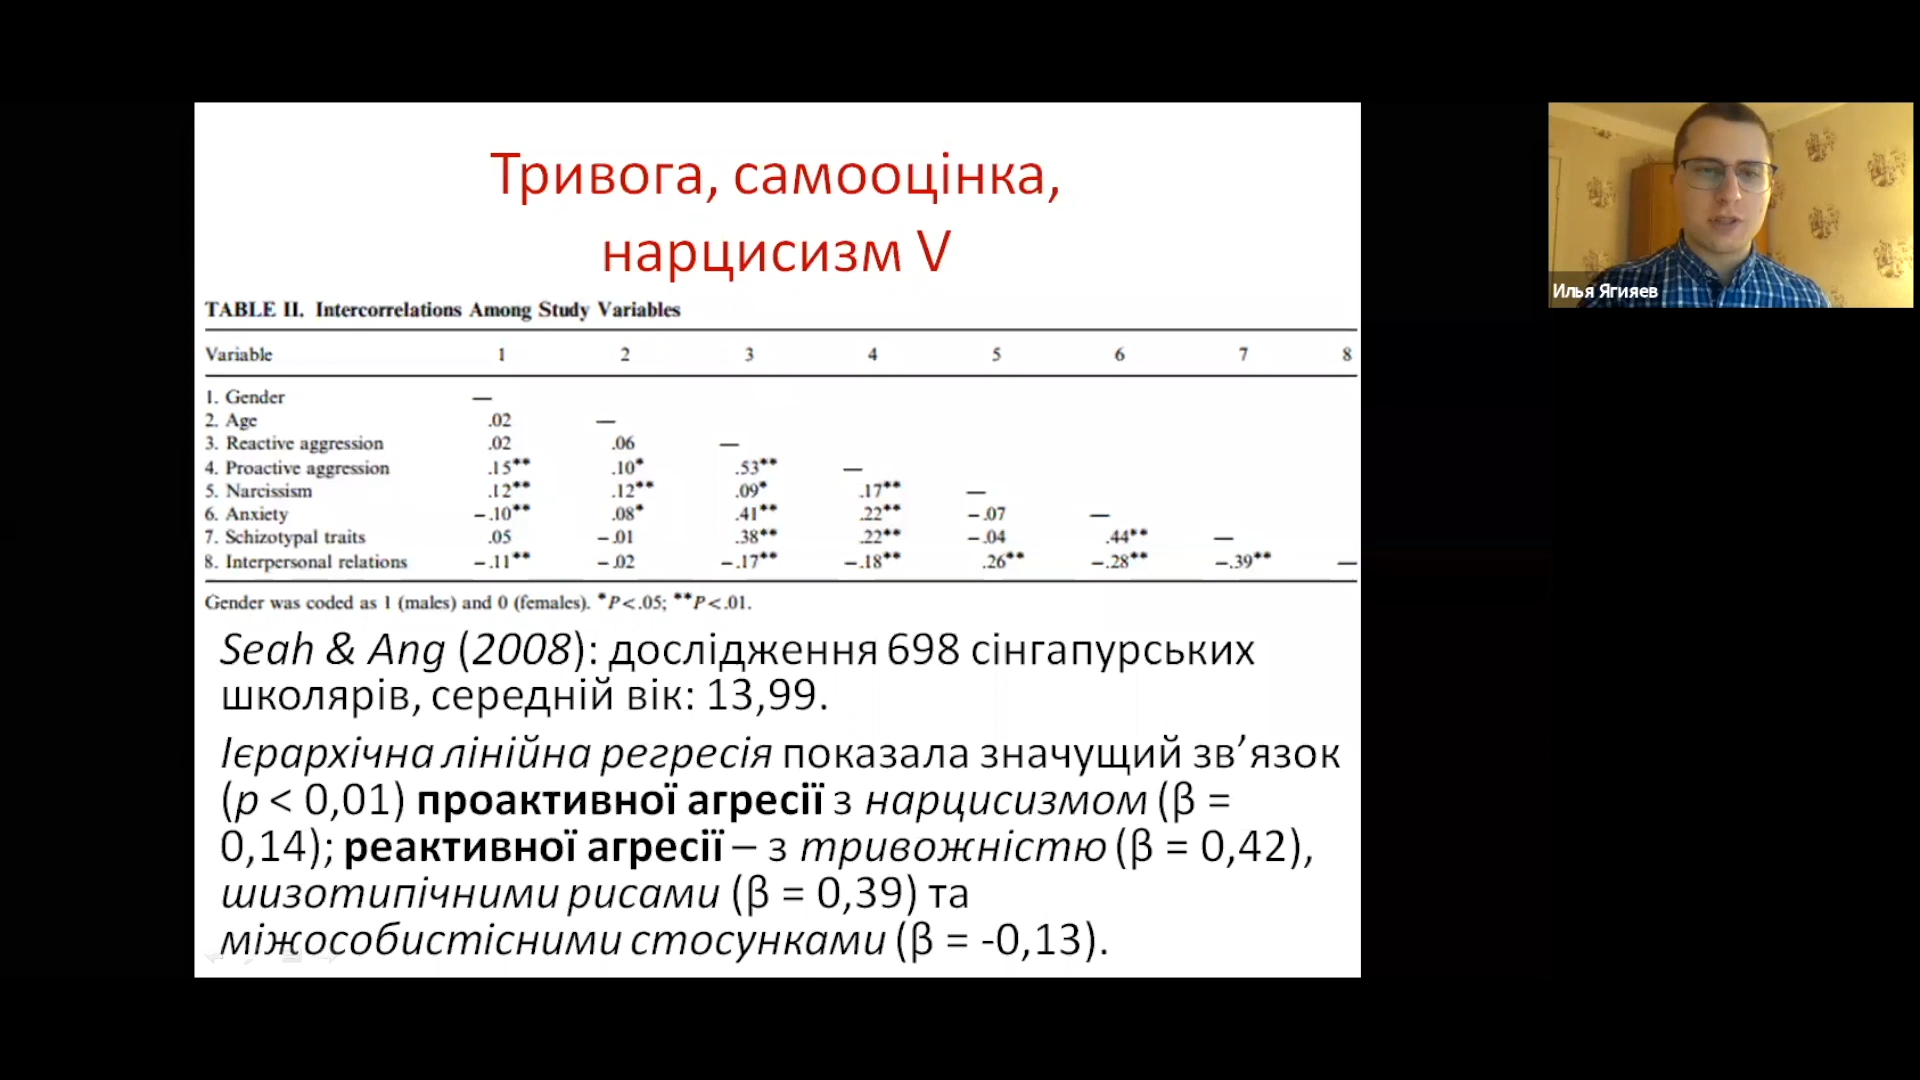 Тривога, самооцінка,
нарцисизм V
TABLE II. Intercorrelations Among Study Variables
Variable 1 2 3 4 5 6 7 8
1. Gender —
2. Age .02 —
3. Reactive aggression .02 .06 —
4. Proactive aggression .15** .10* .53** —
5. Narcissism .12** .12** .09* .17** —
6. Anxiety −.10** .08* .41** .22** −.07 —
7. Schizotypal traits .05 −.01 .38** .22** −.04 .44** —
8. Interpersonal relations −.11** −.02 −.17** −.18** .26** −.28** −.39** —
Gender was coded as 1 (males) and 0 (females). *P<.05; **P<.01.
Seah & Ang (2008): дослідження 698 сінгапурських
школярів, середній вік: 13,99.
Ієрархічна лінійна регресія показала значущий зв’язок
(p < 0,01) проактивної агресії з нарцисизмом (β =
0,14); реактивної агресії – з тривожністю (β = 0,42),
шизотипічними рисами (β = 0,39) та
міжособистісними стосунками (β = -0,13).
Илья Ягияев